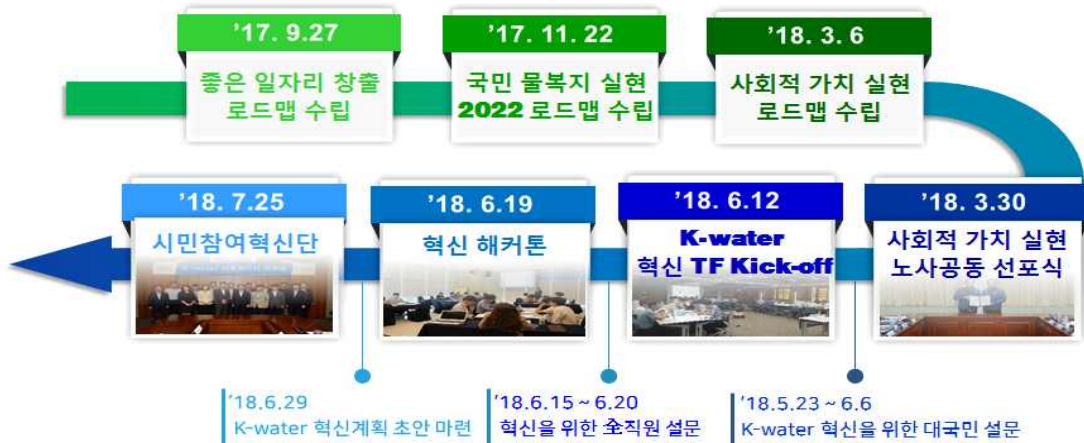 '17. 9.27
좋은 일자리 창출
로드맵 수립
'17. 11. 22
국민 물복지 실현
2022 로드맵 수립
'18. 3. 6
사회적 가치 실현
로드맵 수립
'18. 3.30
사회적 가치 실현
노사공동 선포식
'18. 6.12
K-water
혁신 TF Kick-off
'18. 6.19
혁신 해커톤
'18. 7.25
시민참여혁신단
'18.6.29
K-water 혁신계획 초안 마련
'18.6.15 ~ 6.20
혁신을 위한 全직원 설문
'18.5.23 ~ 6.6
K-water 혁신을 위한 대국민 설문